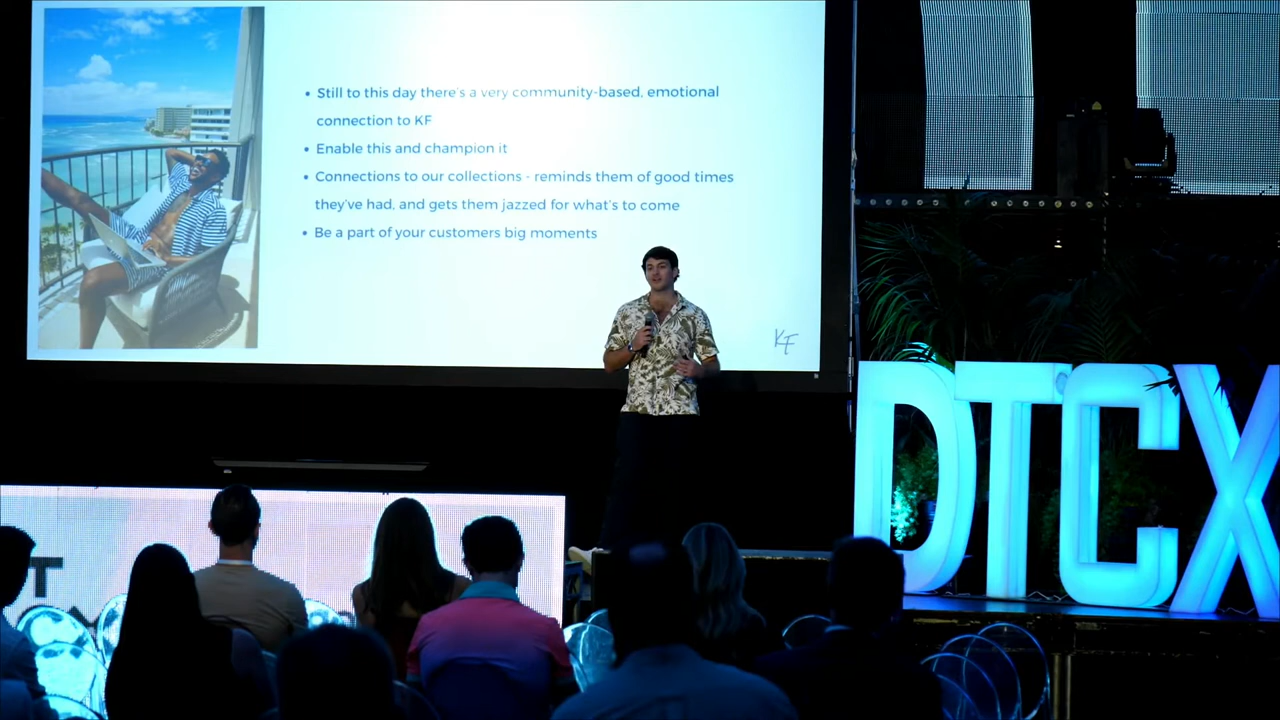 • Still to this day there's a very community-based, emotional
connection to KF
• Enable this and champion it
• Connections to our collections - reminds them of good times
they've had, and gets them jazzed for what's to come
• Be a part of your customers big moments
KF
DTCX
T